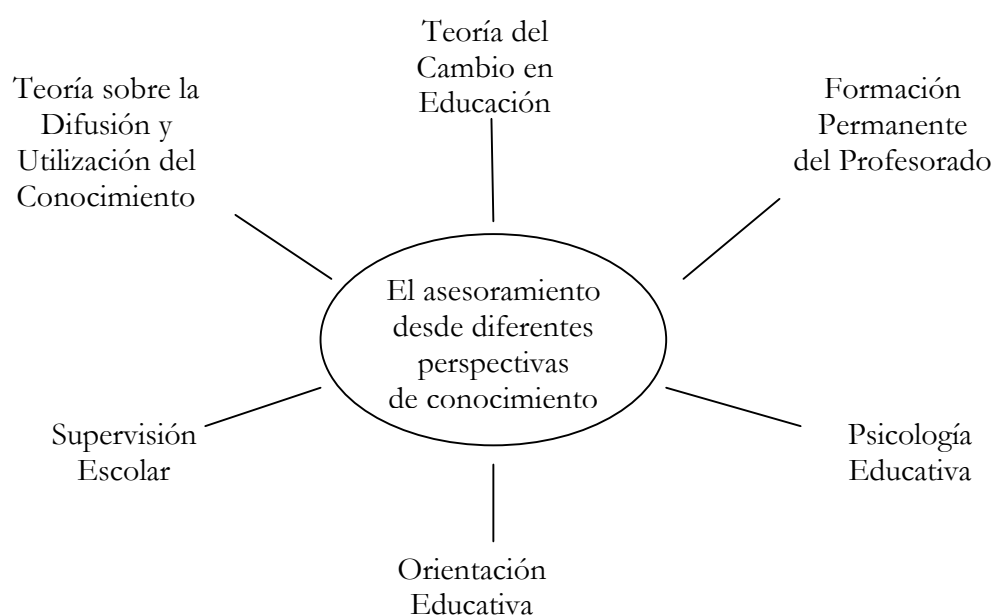 Teoría del
Cambio en
Educación
Teoría sobre la
Difusión y
Utilización del
Conocimiento
Formación
Permanente
del Profesorado
El asesoramiento
desde diferentes
perspectivas
de conocimiento
Supervisión
Escolar
Psicología
Educativa
Orientación
Educativa